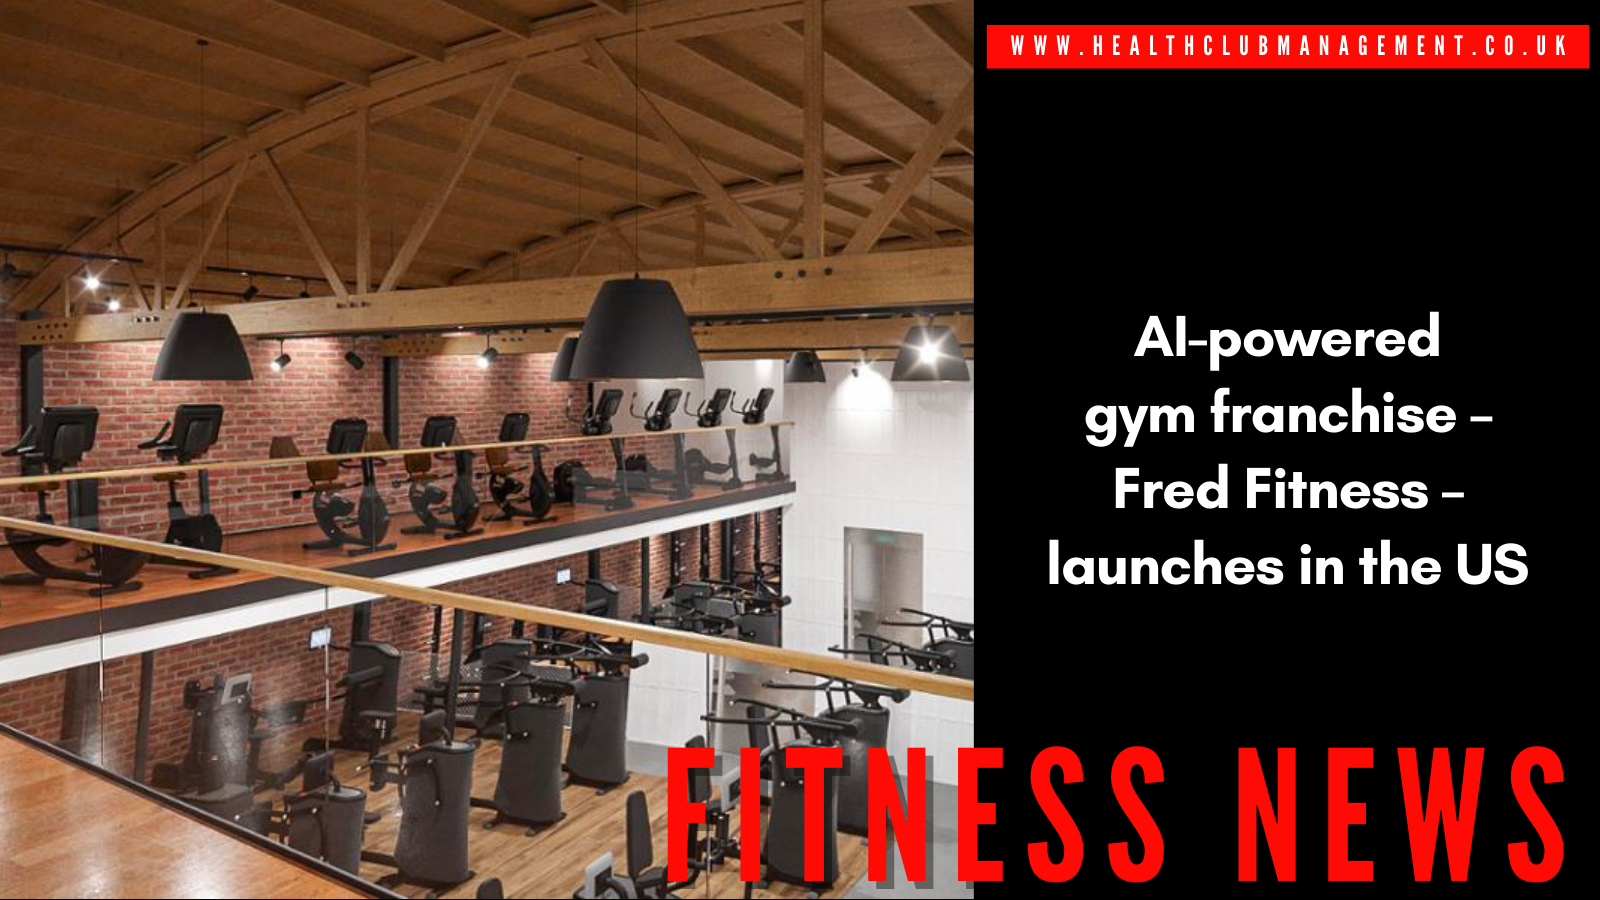 WWW.HEALTHCLUBMANAGEMENT.CO.UK
AI-powered
gym franchise –
Fred Fitness –
launches in the US
FITNESS NEWS